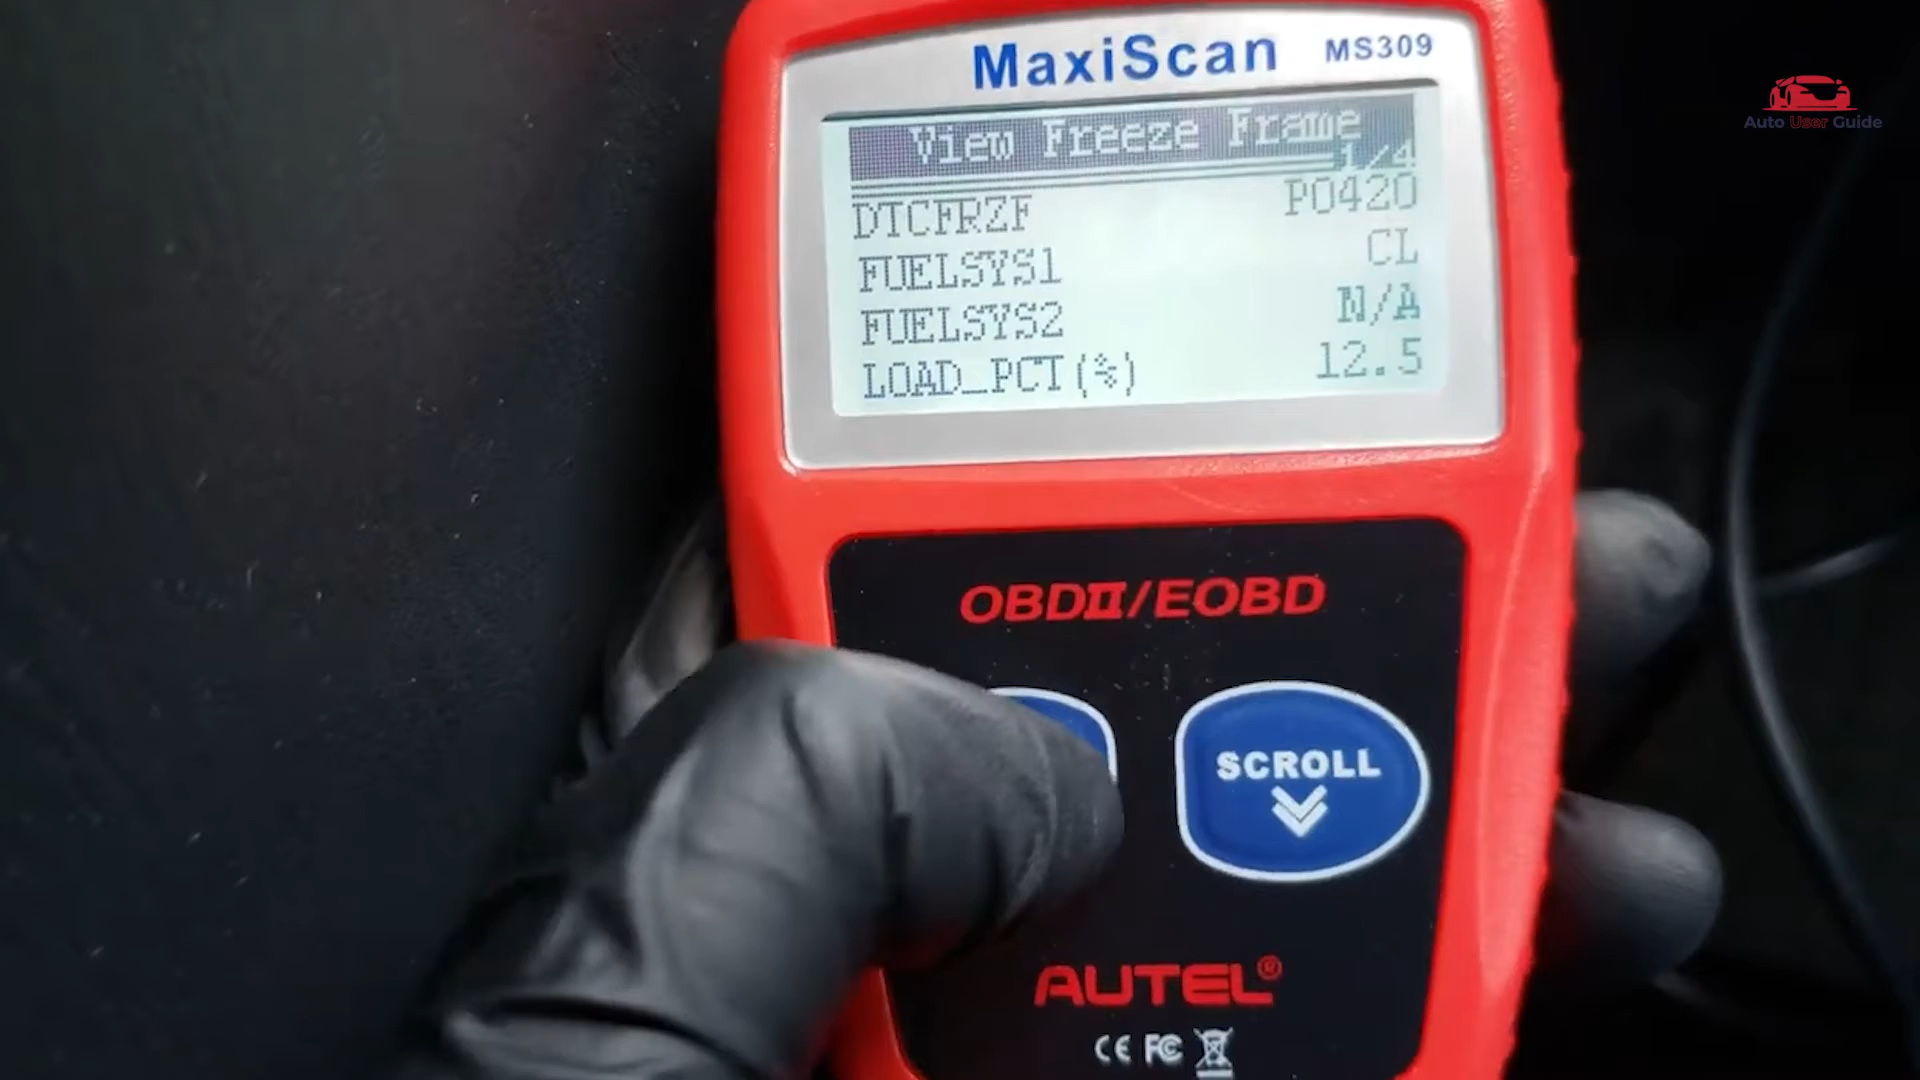 MaxiScan MS309
Auto User Guide
View Freeze Frame
1/4
DTCFRZF P0420
FUELSYS1 CL
FUELSYS2 N/A
LOAD_PCT(%) 12.5
OBDII/EOBD
SCROLL
AUTEL®
CE FC